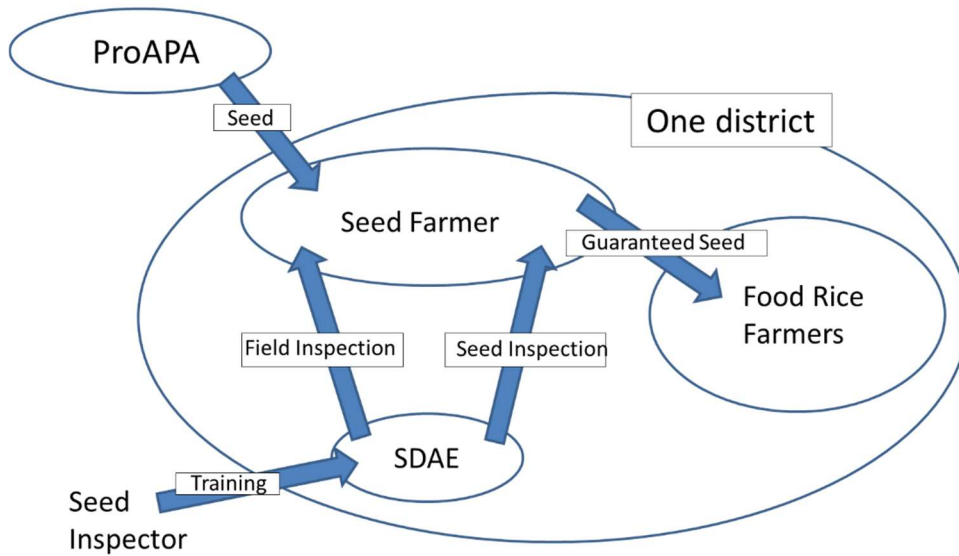 ProAPA
Seed
One district
Seed Farmer
Guaranteed Seed
Food Rice
Farmers
Field Inspection
Seed Inspection
SDAE
Training
Seed
Inspector